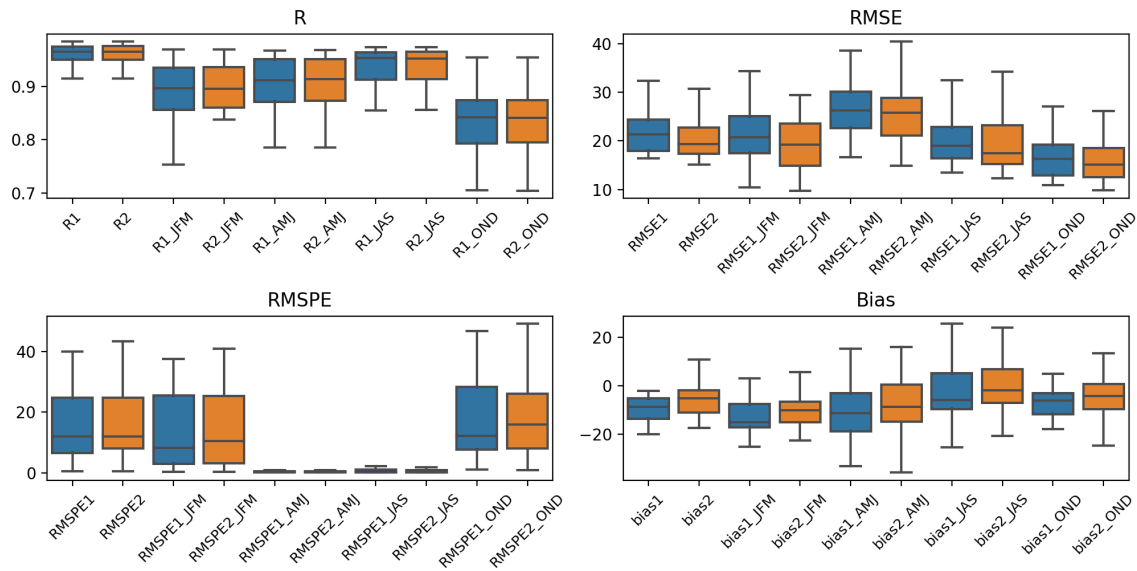 R
0.9
0.8
0.7
R1
R2
R1_JFM
R2_JFM
R1_AMJ
R2_AMJ
R1_JAS
R2_JAS
R1_OND
R2_OND
RMSE
40
30
20
10
RMSE1
RMSE2
RMSE1_JFM
RMSE2_JFM
RMSE1_AMJ
RMSE2_AMJ
RMSE1_JAS
RMSE2_JAS
RMSE1_OND
RMSE2_OND
RMSPE
40
20
0
RMSPE1
RMSPE2
RMSPE1_JFM
RMSPE2_JFM
RMSPE1_AMJ
RMSPE2_AMJ
RMSPE1_JAS
RMSPE2_JAS
RMSPE1_OND
RMSPE2_OND
Bias
20
0
−20
bias1
bias2
bias1_JFM
bias2_JFM
bias1_AMJ
bias2_AMJ
bias1_JAS
bias2_JAS
bias1_OND
bias2_OND